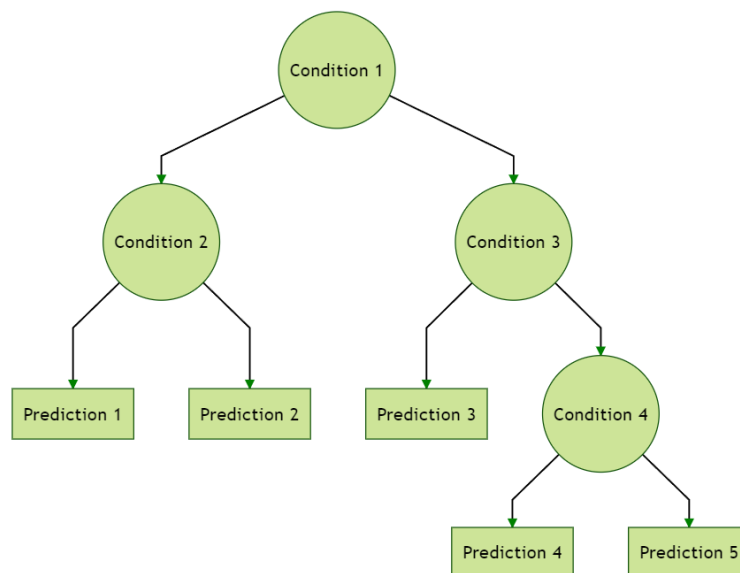 Condition 1
Condition 2
Condition 3
Prediction 1
Prediction 2
Prediction 3
Condition 4
Prediction 4
Prediction 5